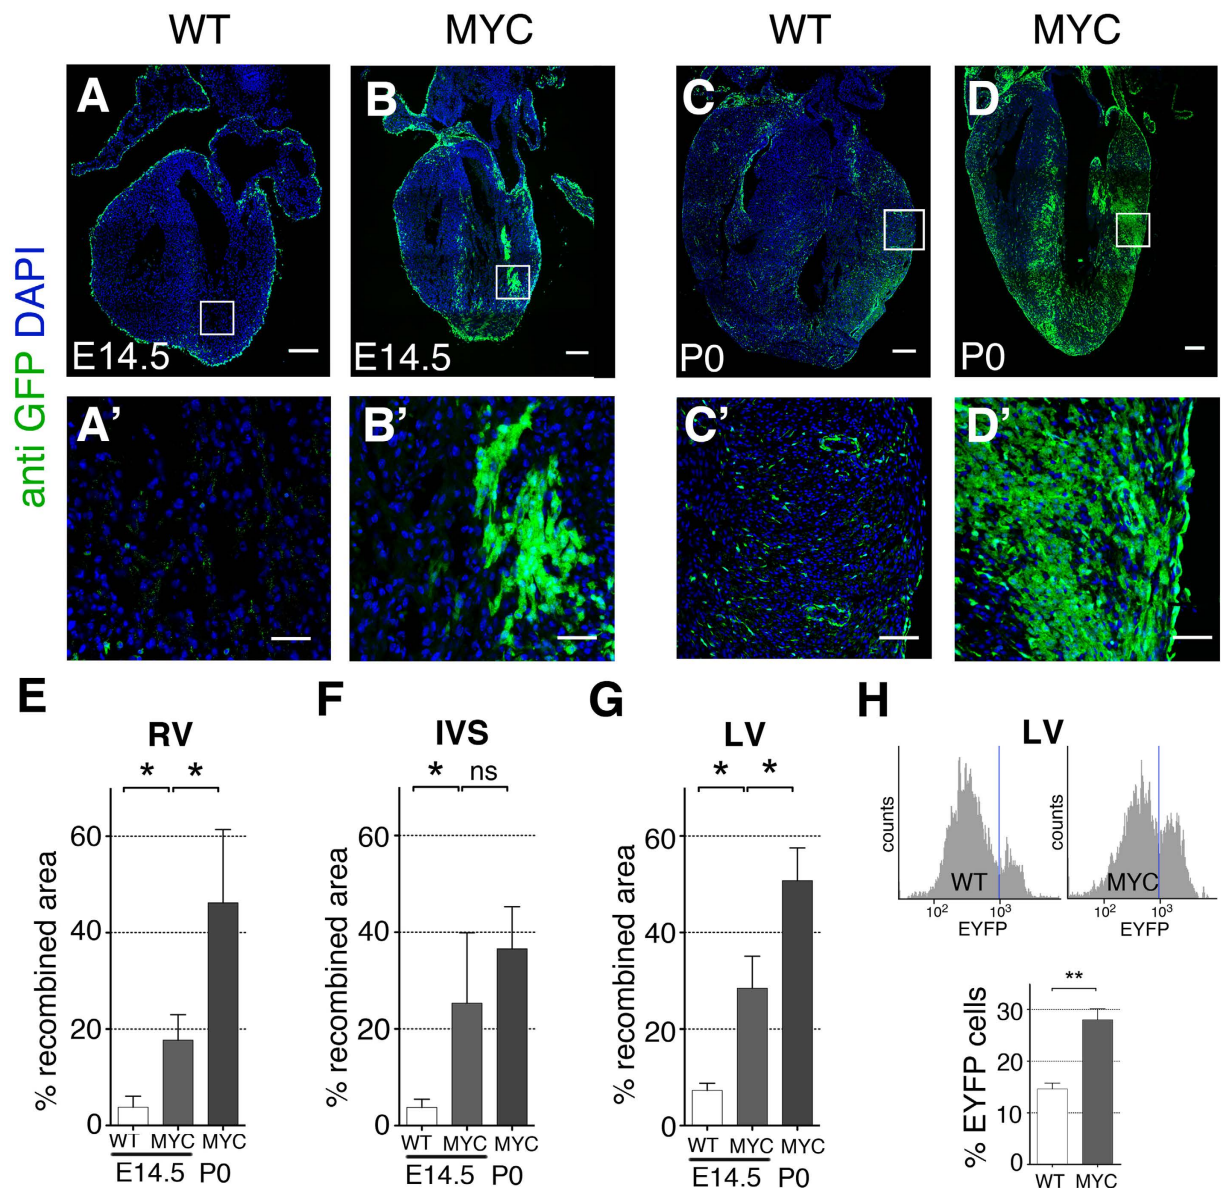 WT MYC WT MYC
anti GFP DAPI
A B C D
E14.5 E14.5 P0 P0
A’ B’ C’ D’
E F G H
RV IVS LV LV
* * * ns * *
% recombined area
60
40
20
0
WT MYC MYC
E14.5 P0
% recombined area
60
40
20
0
WT MYC MYC
E14.5 P0
% recombined area
60
40
20
0
WT MYC MYC
E14.5 P0
counts
WT
10² 10³
EYFP
counts
MYC
10² 10³
EYFP
**
% EYFP cells
30
20
10
0
WT MYC